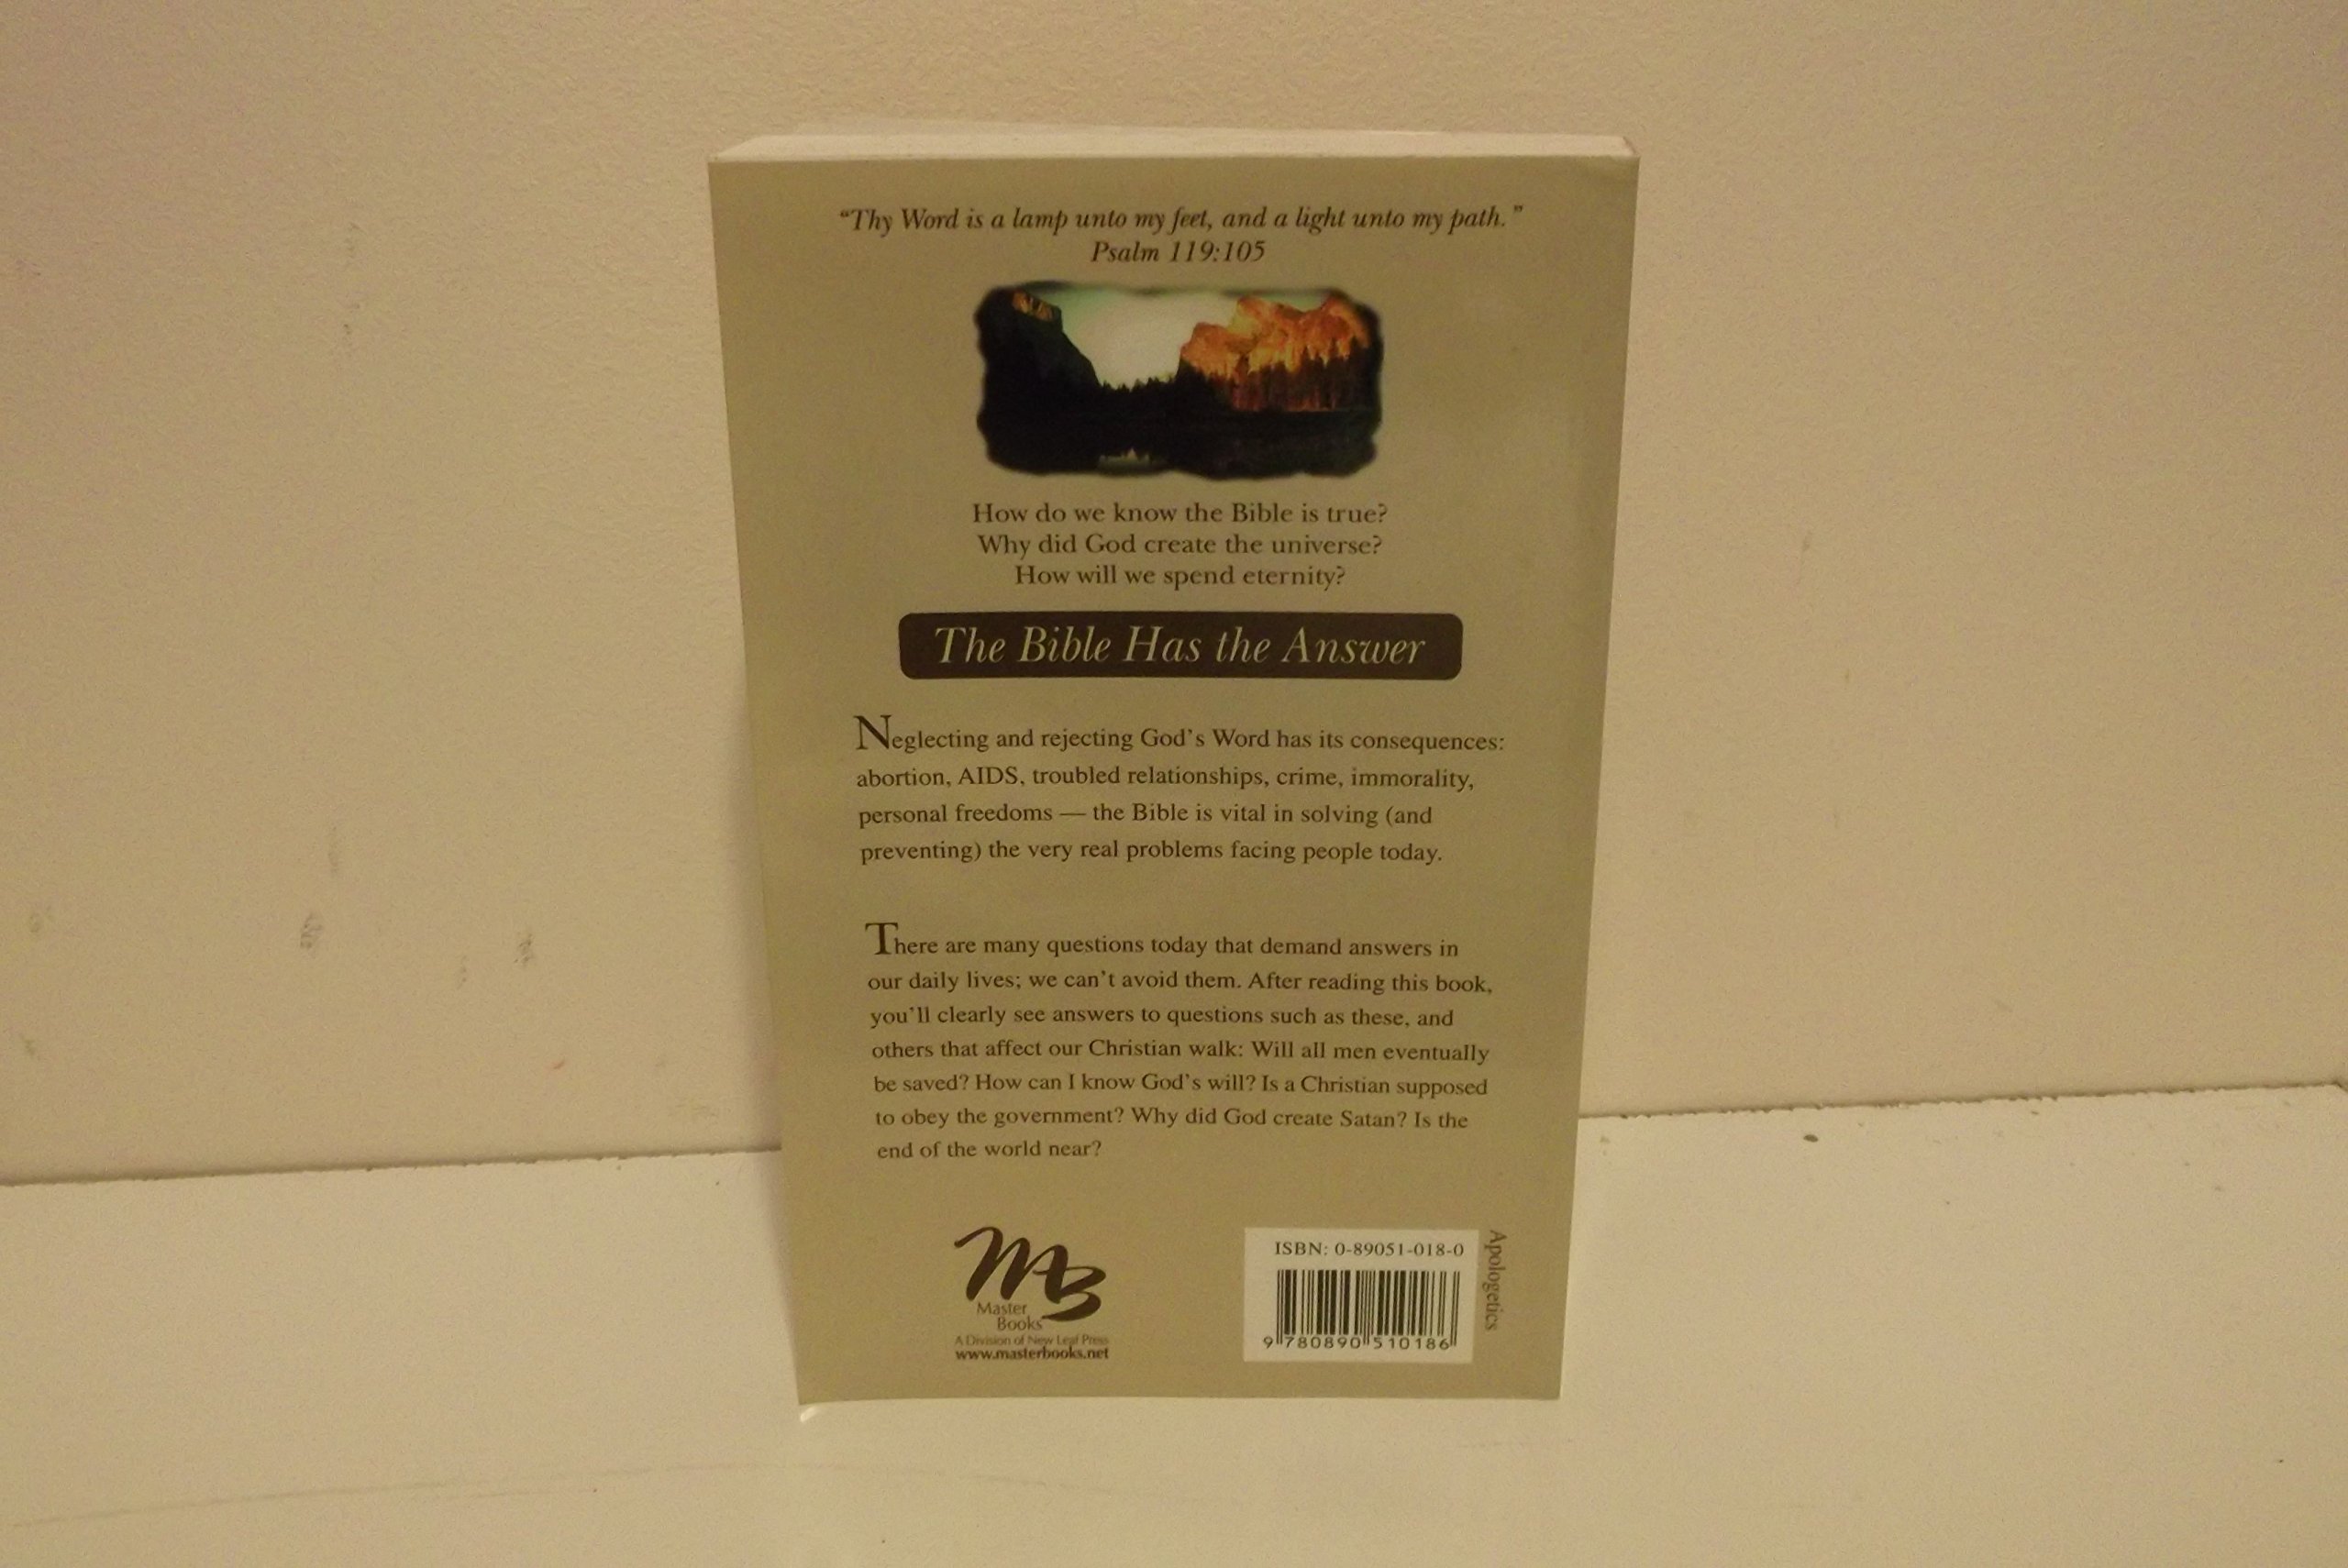 “Thy Word is a lamp unto my feet, and a light unto my path.”
Psalm 119:105
How do we know the Bible is true?
Why did God create the universe?
How will we spend eternity?
The Bible Has the Answer
Neglecting and rejecting God’s Word has its consequences:
abortion, AIDS, troubled relationships, crime, immorality,
personal freedoms — the Bible is vital in solving (and
preventing) the very real problems facing people today.
There are many questions today that demand answers in
our daily lives; we can’t avoid them. After reading this book,
you’ll clearly see answers to questions such as these, and
others that affect our Christian walk: Will all men eventually
be saved? How can I know God’s will? Is a Christian supposed
to obey the government? Why did God create Satan? Is the
end of the world near?
MB
Master
Books
A Division of New Leaf Press
www.masterbooks.net
ISBN: 0-89051-018-0
9 780890 510186
Apologetics